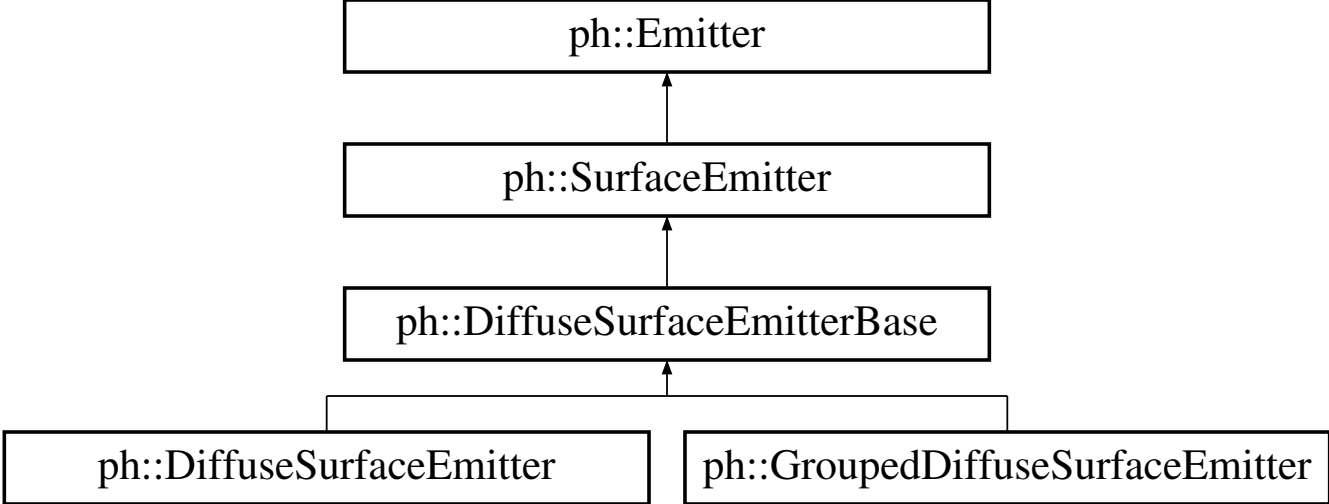 ph::Emitter
ph::SurfaceEmitter
ph::DiffuseSurfaceEmitterBase
ph::DiffuseSurfaceEmitter
ph::GroupedDiffuseSurfaceEmitter